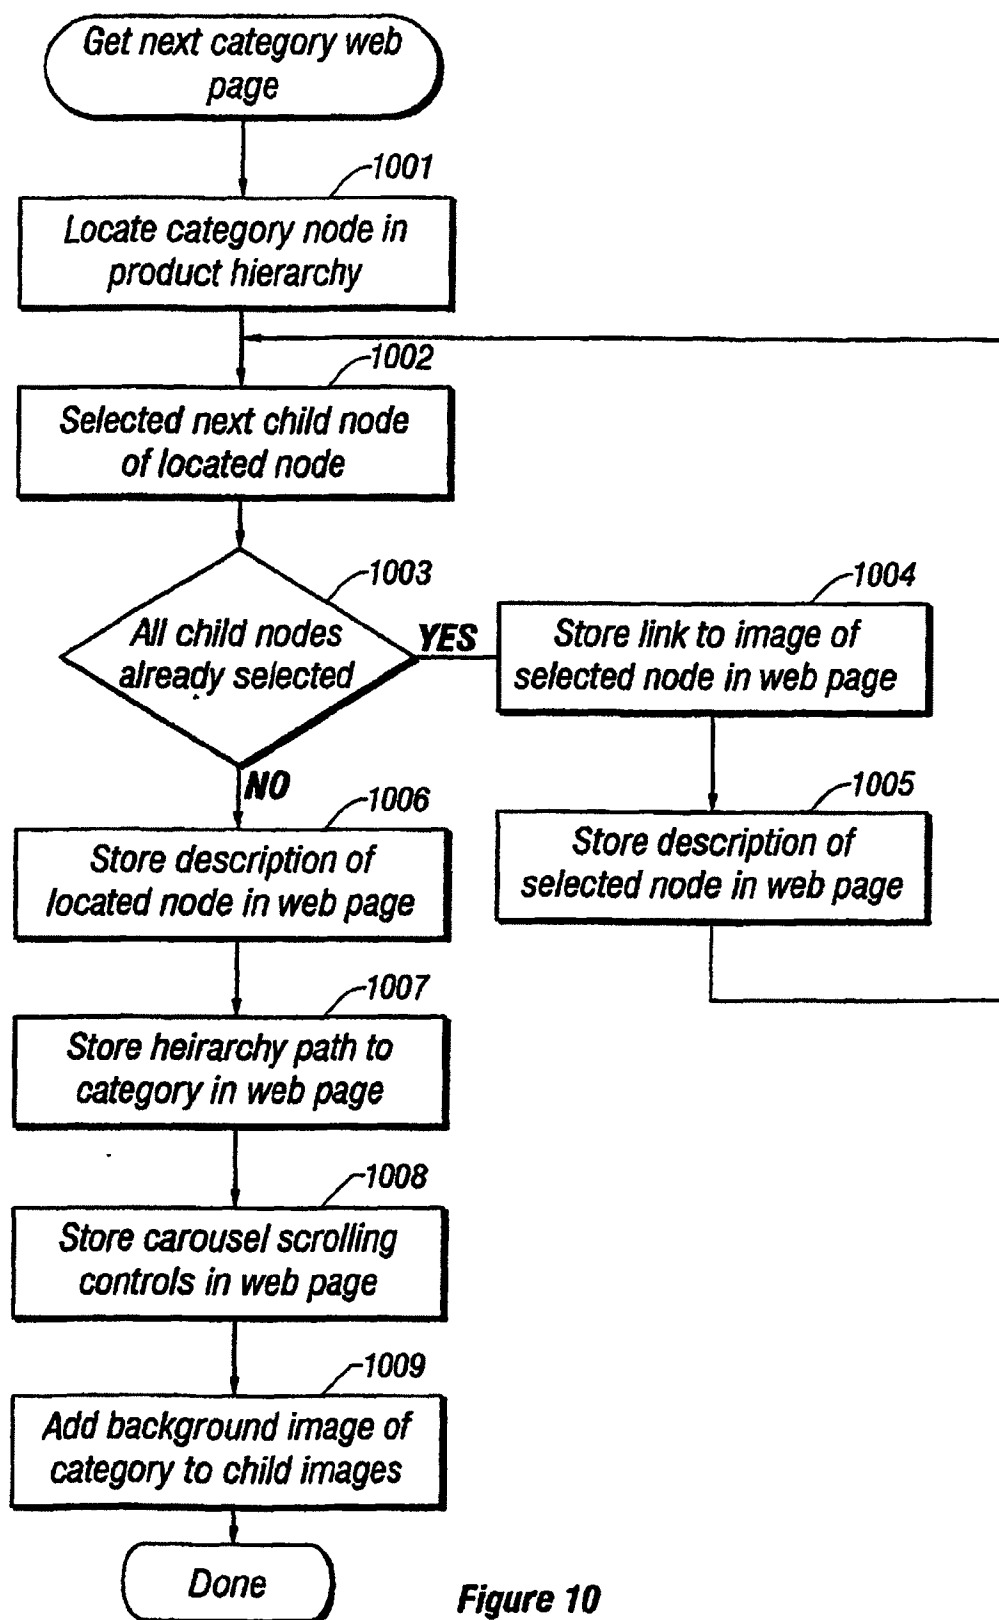 Get next category web
page
1001
Locate category node in
product hierarchy
1002
Selected next child node
of located node
1003
All child nodes
already selected
YES
1004
Store link to image of
selected node in web page
1005
Store description of
selected node in web page
NO
1006
Store description of
located node in web page
1007
Store heirarchy path to
category in web page
1008
Store carousel scrolling
controls in web page
1009
Add background image of
category to child images
Done
Figure 10